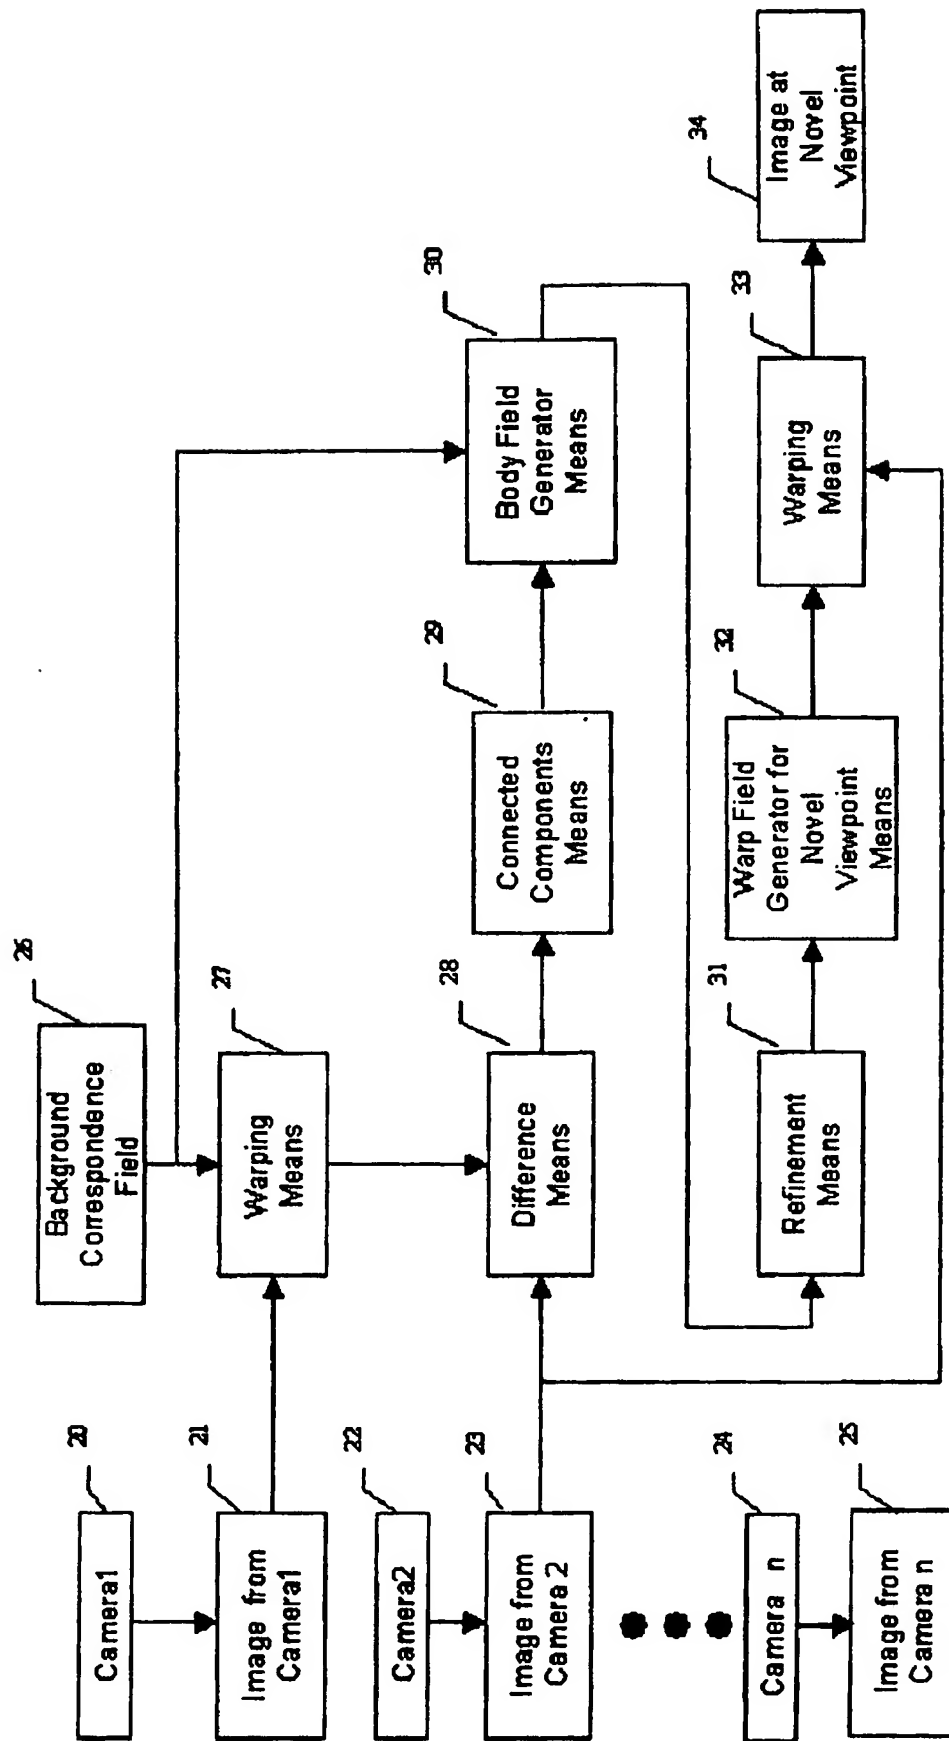 20
Camera1
21
Image from
Camera1
22
Camera2
23
Image from
Camera 2
24
Camera n
25
Image from
Camera n
26
Background
Correspondence
Field
27
Warping
Means
28
Difference
Means
29
Connected
Components
Means
30
Body Field
Generator
Means
31
Refinement
Means
32
Warp Field
Generator for
Novel
Viewpoint
Means
33
Warping
Means
34
Image at
Novel
Viewpoint